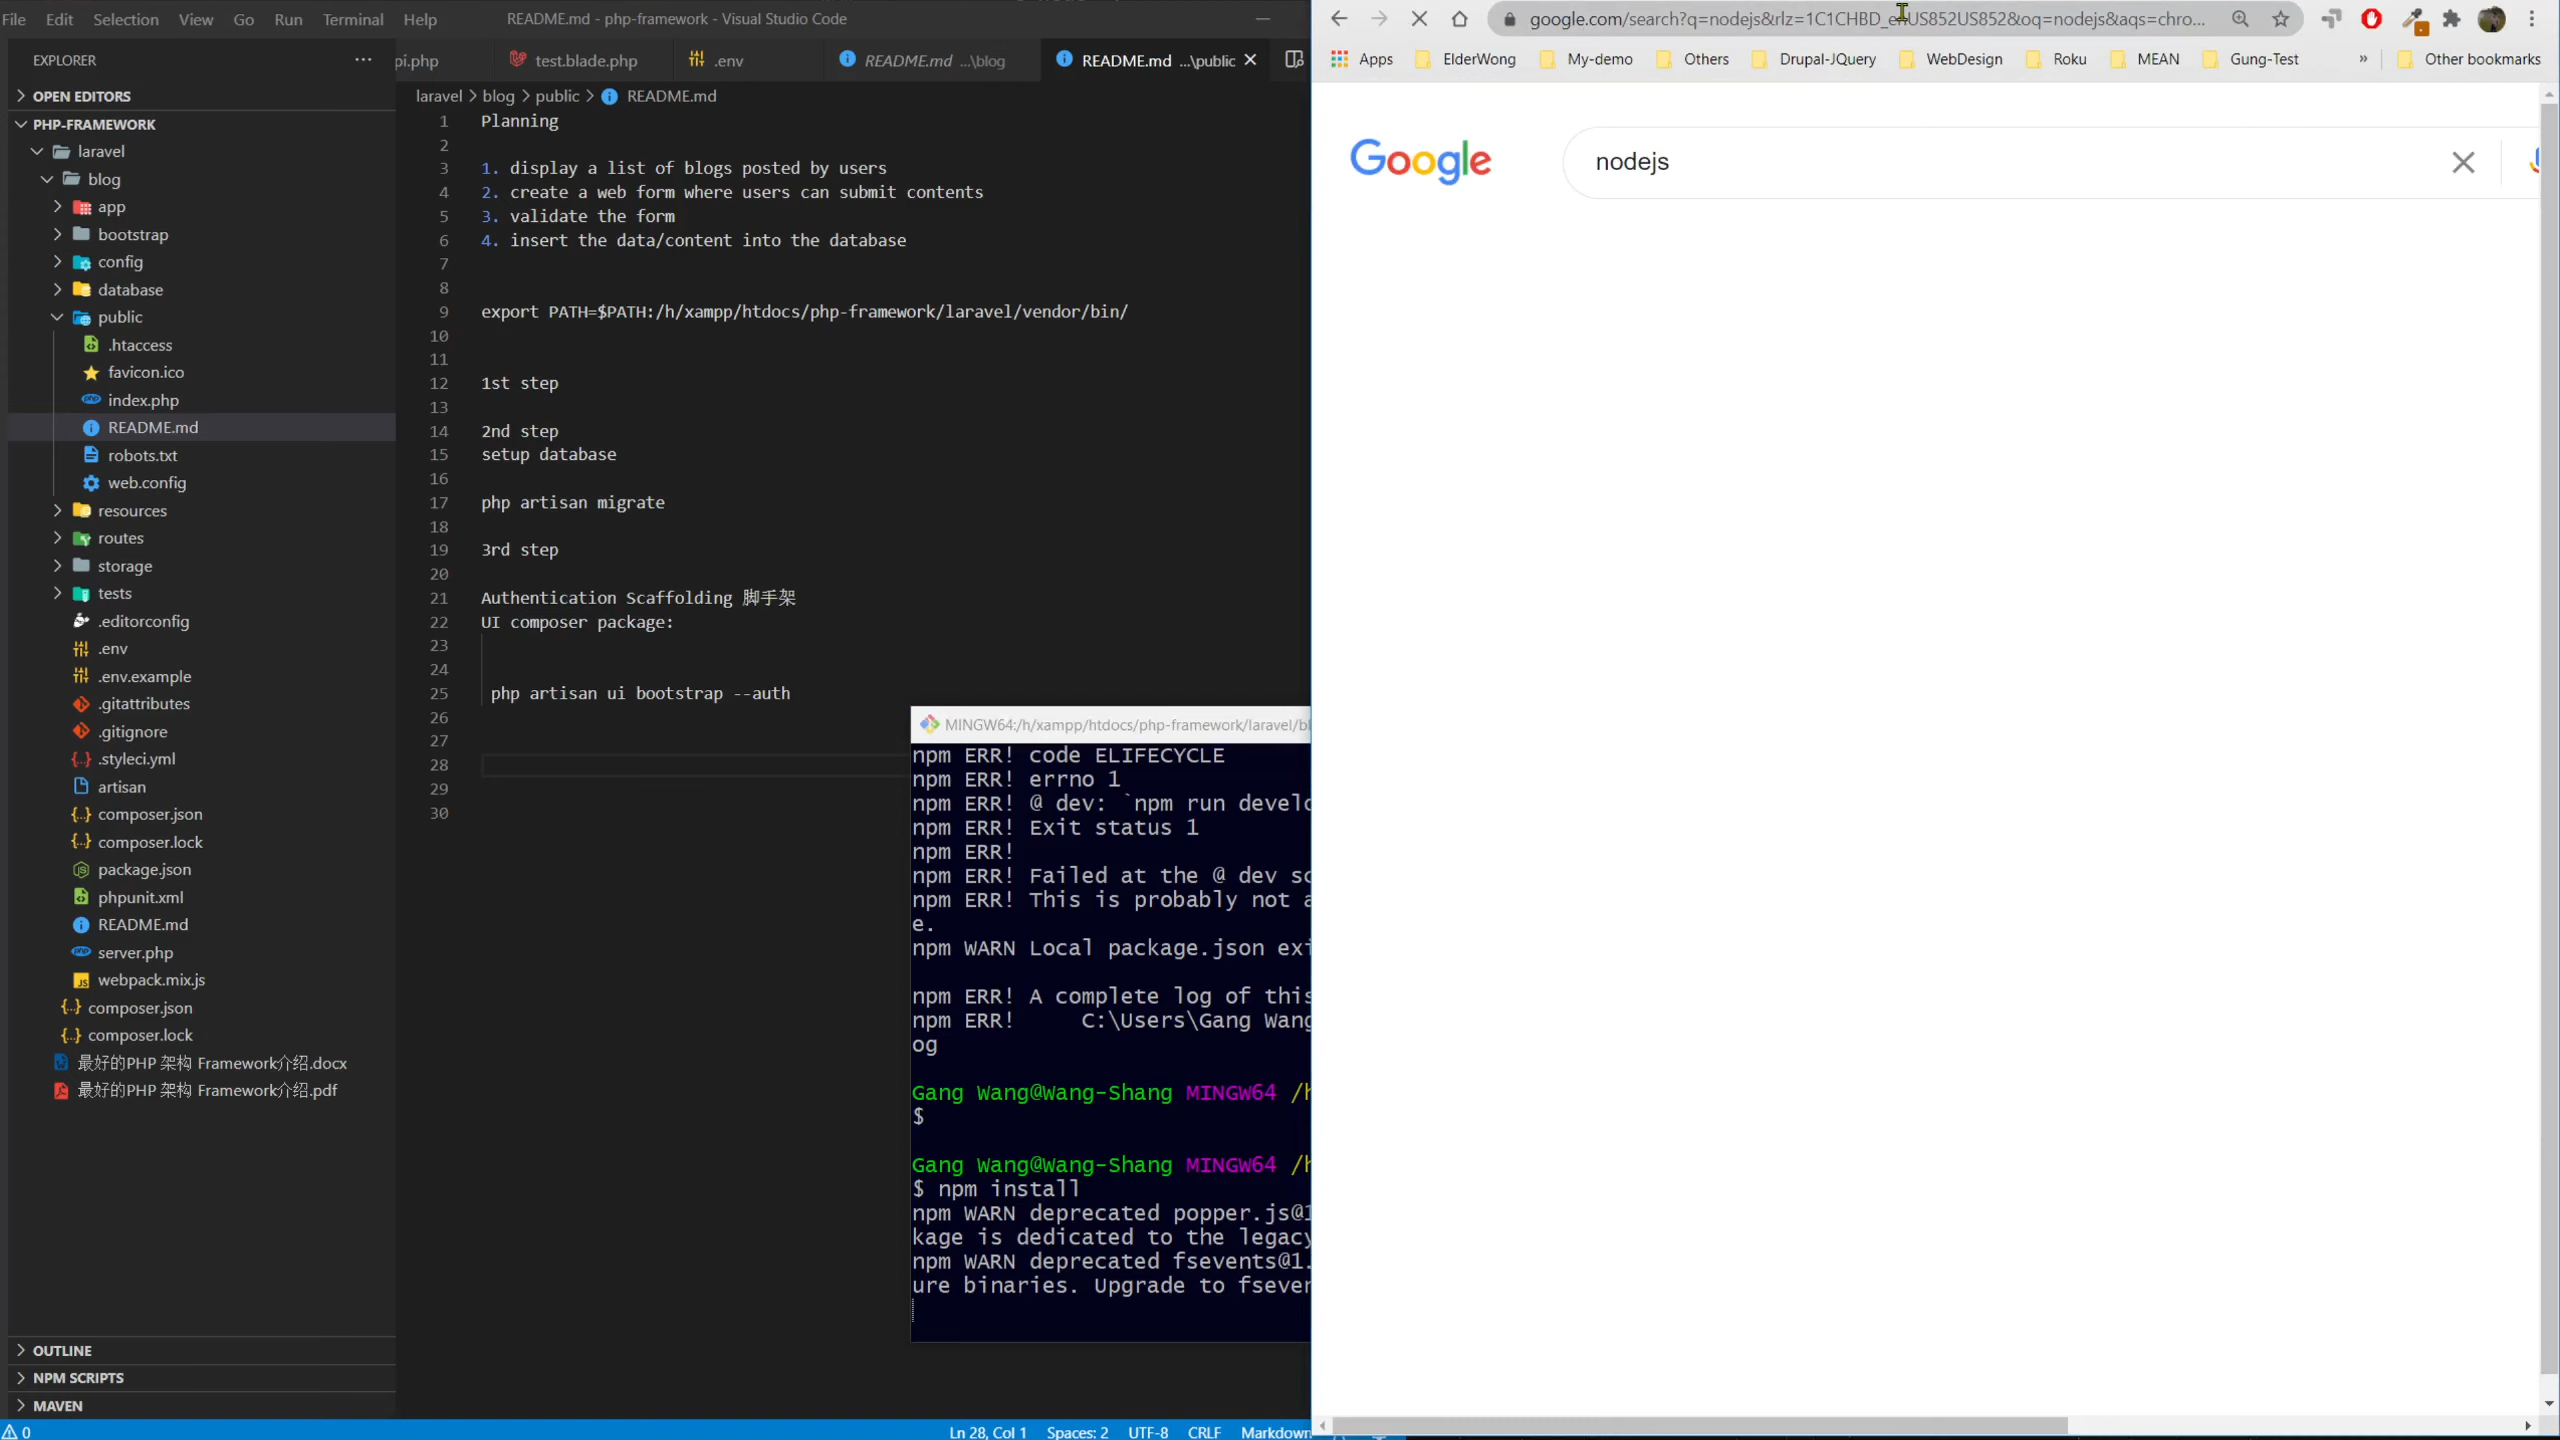 File Edit Selection View Go Run Terminal Help
README.md - php-framework - Visual Studio Code
EXPLORER
pi.php
test.blade.php
.env
README.md ...\blog
README.md ...\public
OPEN EDITORS
laravel > blog > public > README.md
PHP-FRAMEWORK
laravel
blog
app
bootstrap
config
database
public
.htaccess
favicon.ico
index.php
README.md
robots.txt
web.config
resources
routes
storage
tests
.editorconfig
.env
.env.example
.gitattributes
.gitignore
.styleci.yml
artisan
composer.json
composer.lock
package.json
phpunit.xml
README.md
server.php
webpack.mix.js
composer.json
composer.lock
最好的PHP 架构 Framework介绍.docx
最好的PHP 架构 Framework介绍.pdf
OUTLINE
NPM SCRIPTS
MAVEN
1 Planning
2
3 1. display a list of blogs posted by users
4 2. create a web form where users can submit contents
5 3. validate the form
6 4. insert the data/content into the database
7
8
9 export PATH=$PATH:/h/xampp/htdocs/php-framework/laravel/vendor/bin/
10
11
12 1st step
13
14 2nd step
15 setup database
16
17 php artisan migrate
18
19 3rd step
20
21 Authentication Scaffolding 脚手架
22 UI composer package:
23
24
25 php artisan ui bootstrap --auth
26
27
28
29
30
MINGW64:/h/xampp/htdocs/php-framework/laravel/bl
npm ERR! code ELIFECYCLE
npm ERR! errno 1
npm ERR! @ dev: `npm run develo
npm ERR! Exit status 1
npm ERR!
npm ERR! Failed at the @ dev sc
npm ERR! This is probably not a
e.
npm WARN Local package.json exi
npm ERR! A complete log of this
npm ERR!     C:\Users\Gang Wang
og
Gang Wang@Wang-Shang MINGW64 /h
$
Gang Wang@Wang-Shang MINGW64 /h
$ npm install
npm WARN deprecated popper.js@1
kage is dedicated to the legacy
npm WARN deprecated fsevents@1.
ure binaries. Upgrade to fseven
0
Ln 28, Col 1 Spaces: 2 UTF-8 CRLF Markdown
google.com/search?q=nodejs&rlz=1C1CHBD_enUS852US852&oq=nodejs&aqs=chro...
Apps ElderWong My-demo Others Drupal-JQuery WebDesign Roku MEAN Gung-Test » Other bookmarks
Google
nodejs